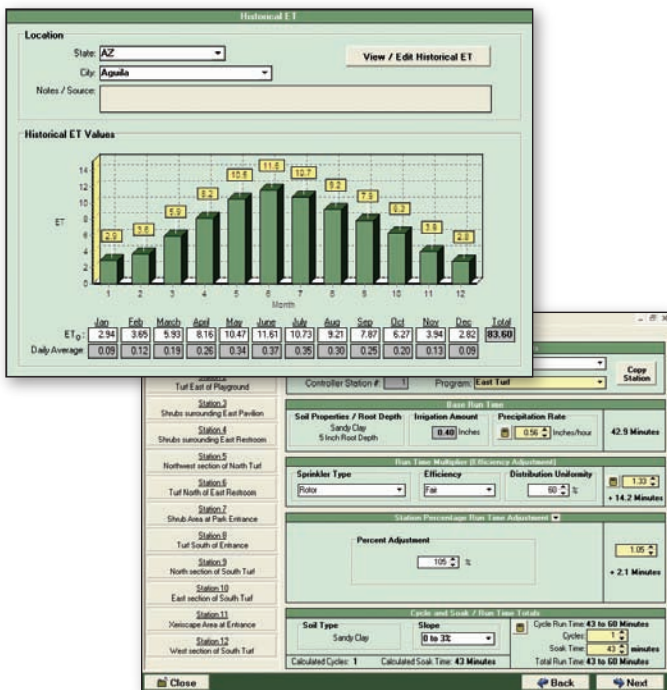 Historical ET
Location
State: AZ
View / Edit Historical ET
City: Aguila
Notes / Source:
Historical ET Values
14
12
10
8
6
4
2
0
ET
2.9
3.6
5.9
8.2
10.5
11.6
10.7
9.2
7.9
6.3
3.9
2.8
1 2 3 4 5 6 7 8 9 10 11 12
Month
Jan Feb March April May June July Aug Sep Oct Nov Dec Total
ET0: 2.94 3.65 5.93 8.16 10.47 11.61 10.73 9.21 7.87 6.27 3.94 2.82 83.60
Daily Average: 0.09 0.12 0.19 0.26 0.34 0.37 0.35 0.30 0.25 0.20 0.13 0.09
Turf East of Playground
Controller Station #: 1 Program: East Turf
Copy Station
Station 3
Shrubs surrounding East Pavilion
Station 4
Shrubs surrounding East Restroom
Station 5
Northwest section of North Turf
Station 6
Turf North of East Restroom
Station 7
Shrub Area at Park Entrance
Station 8
Turf South of Entrance
Station 9
North section of South Turf
Station 10
East section of South Turf
Station 11
Xeriscape Area at Entrance
Station 12
West section of South Turf
Base Run Time
Soil Properties / Root Depth Irrigation Amount Precipitation Rate
Sandy Clay
5 Inch Root Depth
0.40 Inches 0.56 Inches/hour 42.9 Minutes
Run Time Multiplier (Efficiency Adjustment)
Sprinkler Type Efficiency Distribution Uniformity
Rotor Fair 60 % 1.33
+ 14.2 Minutes
Station Percentage Run Time Adjustment
Percent Adjustment
105 %
1.05
+ 2.1 Minutes
Cycle and Soak / Run Time Totals
Soil Type Slope
Sandy Clay 0 to 3%
Cycle Run Time: 43 to 60 Minutes
Cycles: 1
Soak Time: 43 minutes
Calculated Cycles: 1 Calculated Soak Time: 43 Minutes
Total Run Time: 43 to 60 Minutes
Close Back Next